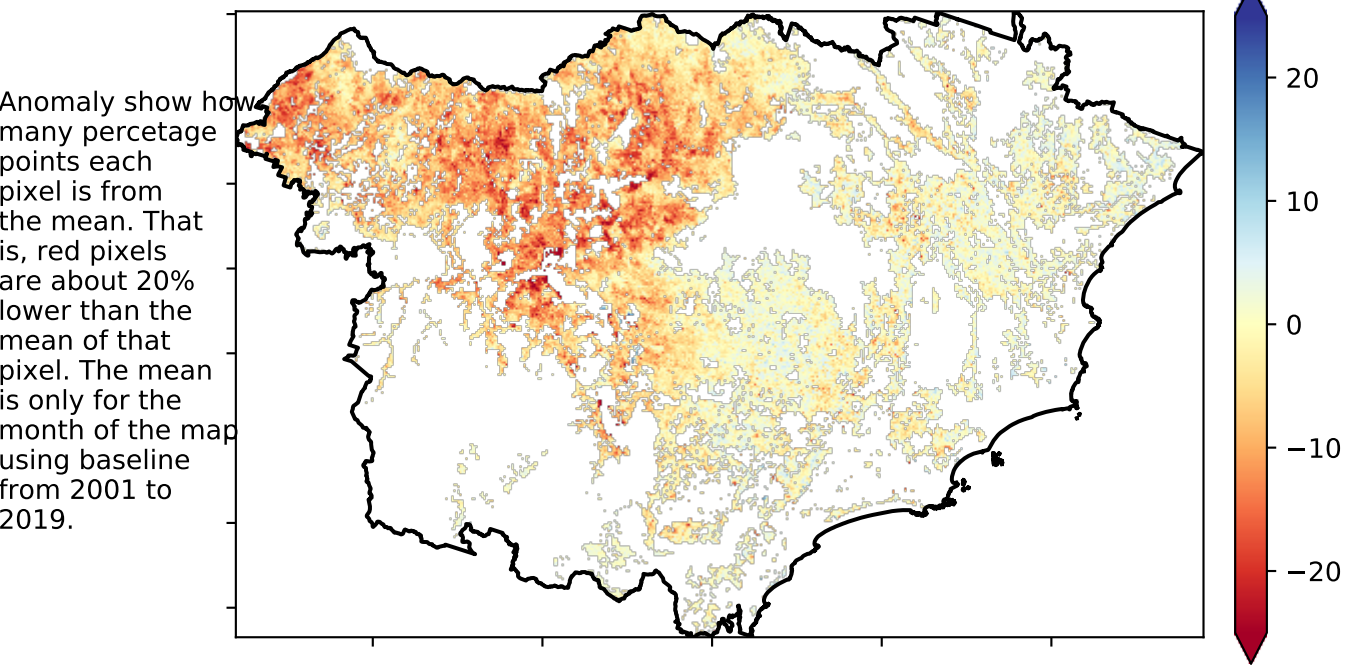 Anomaly show how
many percetage
points each
pixel is from
the mean. That
is, red pixels
are about 20%
lower than the
mean of that
pixel. The mean
is only for the
month of the map
using baseline
from 2001 to
2019.
20
10
0
−10
−20